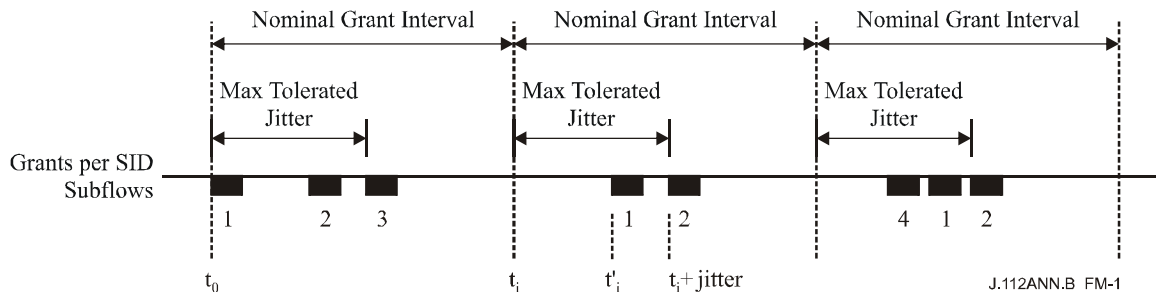 Nominal Grant Interval Nominal Grant Interval Nominal Grant Interval
Max Tolerated Jitter
Max Tolerated Jitter
Max Tolerated Jitter
Grants per SID
Subflows
1 2 3 1 2 4 1 2
t0 ti t'i ti+ jitter
J.112ANN.B FM-1